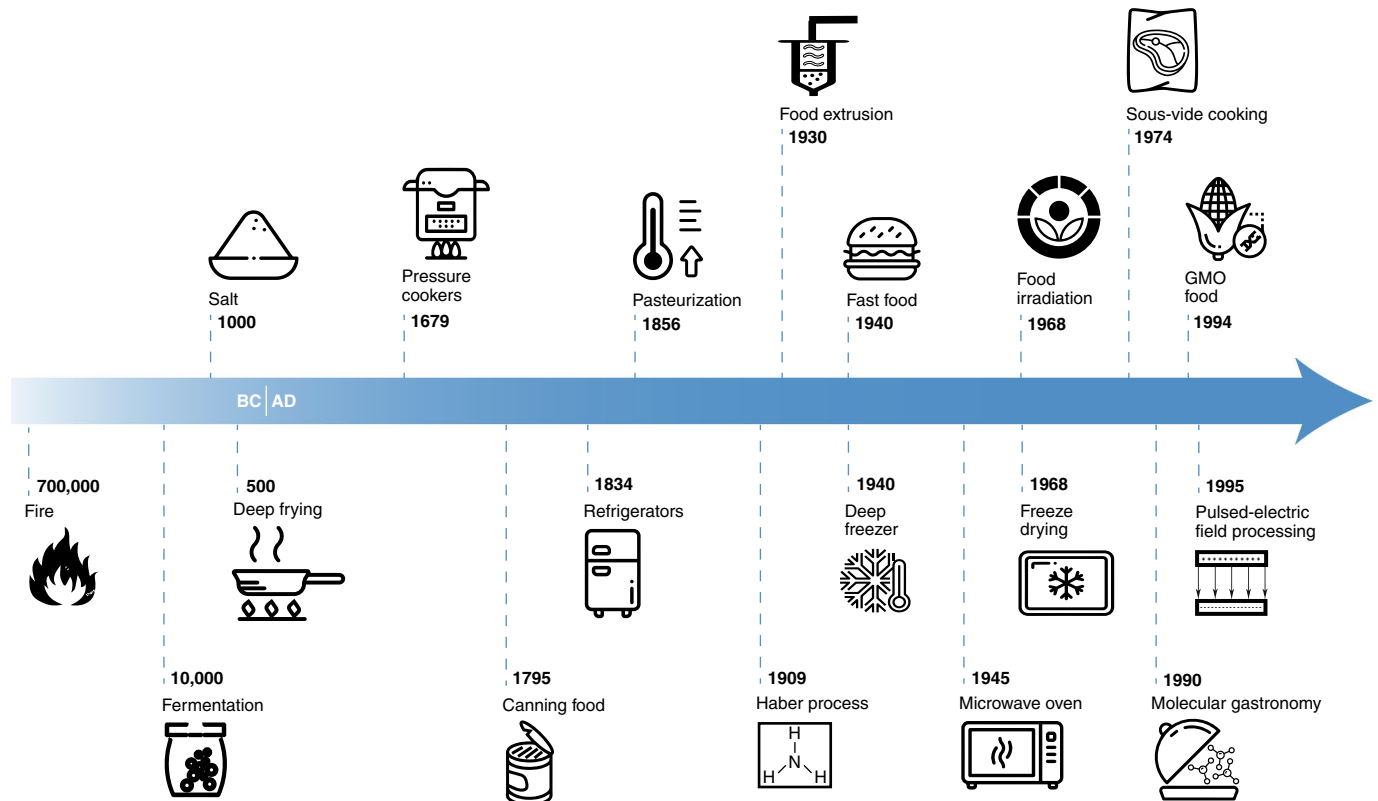 Food extrusion
1930
Sous-vide cooking
1974
Salt
1000
Pressure
cookers
1679
Pasteurization
1856
Fast food
1940
Food
irradiation
1968
GMO
food
1994
BC AD
700,000
Fire
500
Deep frying
1834
Refrigerators
1940
Deep
freezer
1968
Freeze
drying
1995
Pulsed-electric
field processing
10,000
Fermentation
1795
Canning food
1909
Haber process
H
N
H H
1945
Microwave oven
1990
Molecular gastronomy